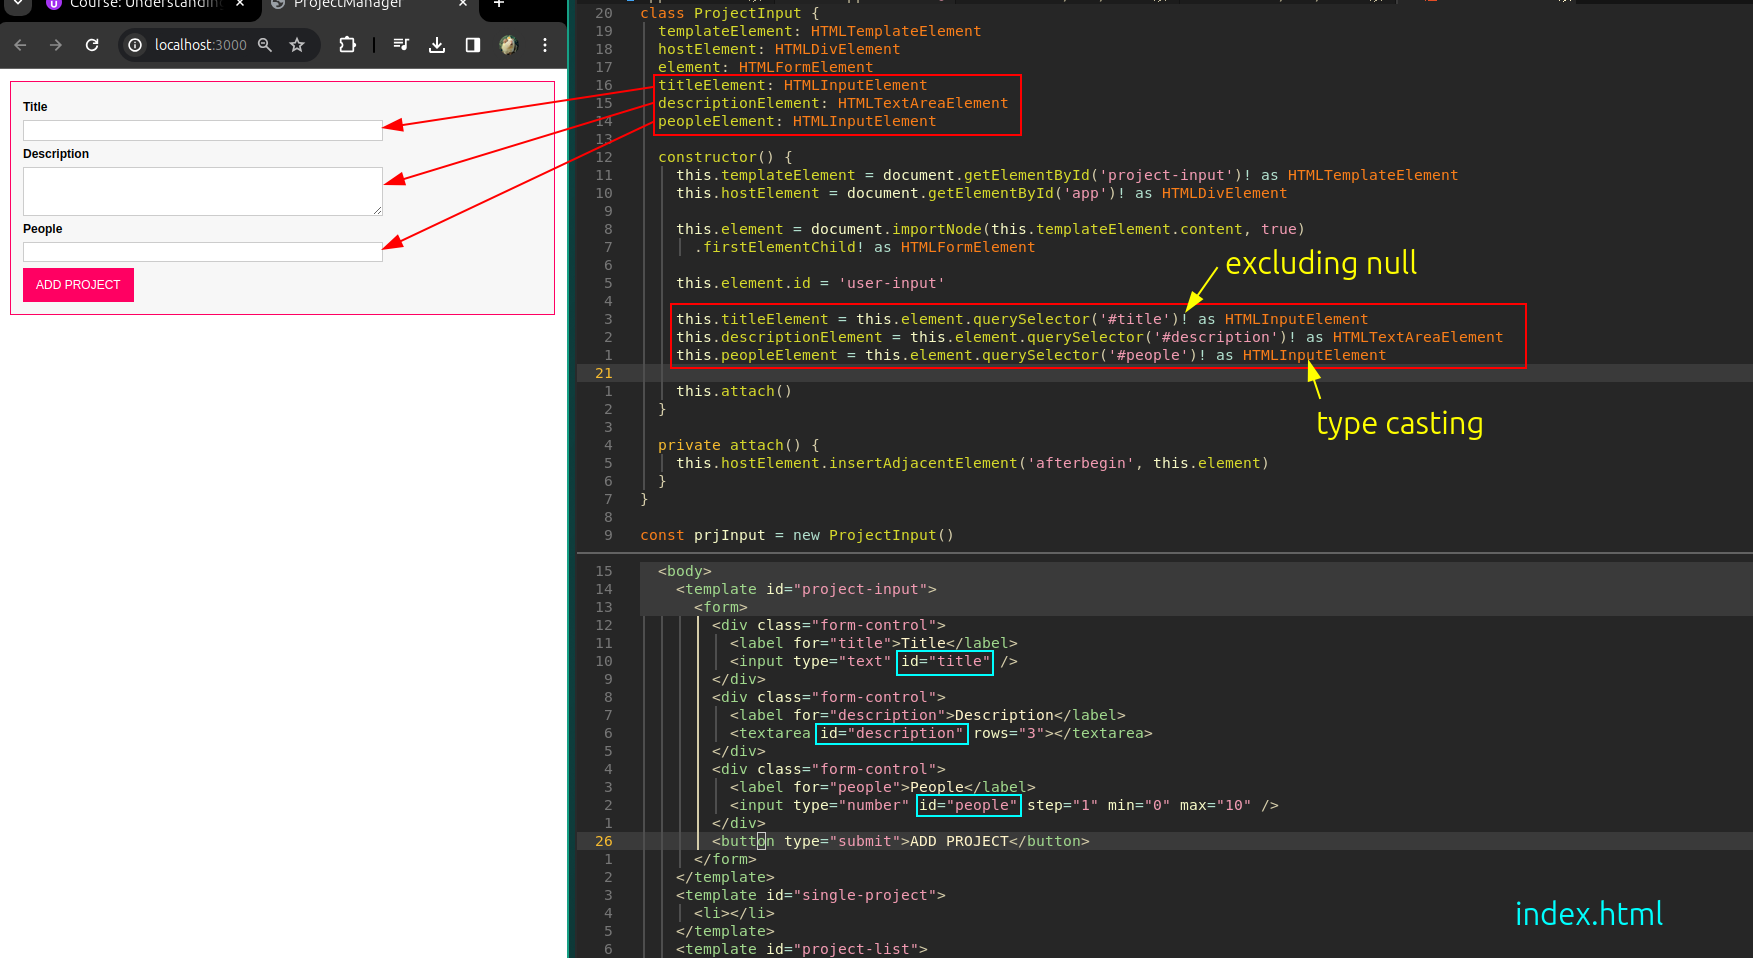 Course: Understanding
ProjectManager
localhost:3000
Title
Description
People
ADD PROJECT
20 class ProjectInput {
19 templateElement: HTMLTemplateElement
18 hostElement: HTMLDivElement
17 element: HTMLFormElement
16 titleElement: HTMLInputElement
15 descriptionElement: HTMLTextAreaElement
14 peopleElement: HTMLInputElement
13
12 constructor() {
11 this.templateElement = document.getElementById('project-input')! as HTMLTemplateElement
10 this.hostElement = document.getElementById('app')! as HTMLDivElement
9
8 this.element = document.importNode(this.templateElement.content, true)
7 .firstElementChild! as HTMLFormElement
6
excluding null
5 this.element.id = 'user-input'
4
3 this.titleElement = this.element.querySelector('#title')! as HTMLInputElement
2 this.descriptionElement = this.element.querySelector('#description')! as HTMLTextAreaElement
1 this.peopleElement = this.element.querySelector('#people')! as HTMLInputElement
21
1 this.attach()
2 }
type casting
3
4 private attach() {
5 this.hostElement.insertAdjacentElement('afterbegin', this.element)
6 }
7 }
8
9 const prjInput = new ProjectInput()
15 <body>
14 <template id="project-input">
13 <form>
12 <div class="form-control">
11 <label for="title">Title</label>
10 <input type="text" id="title" />
9 </div>
8 <div class="form-control">
7 <label for="description">Description</label>
6 <textarea id="description" rows="3"></textarea>
5 </div>
4 <div class="form-control">
3 <label for="people">People</label>
2 <input type="number" id="people" step="1" min="0" max="10" />
1 </div>
26 <button type="submit">ADD PROJECT</button>
1 </form>
2 </template>
3 <template id="single-project">
4 <li></li>
5 </template>
6 <template id="project-list">
index.html